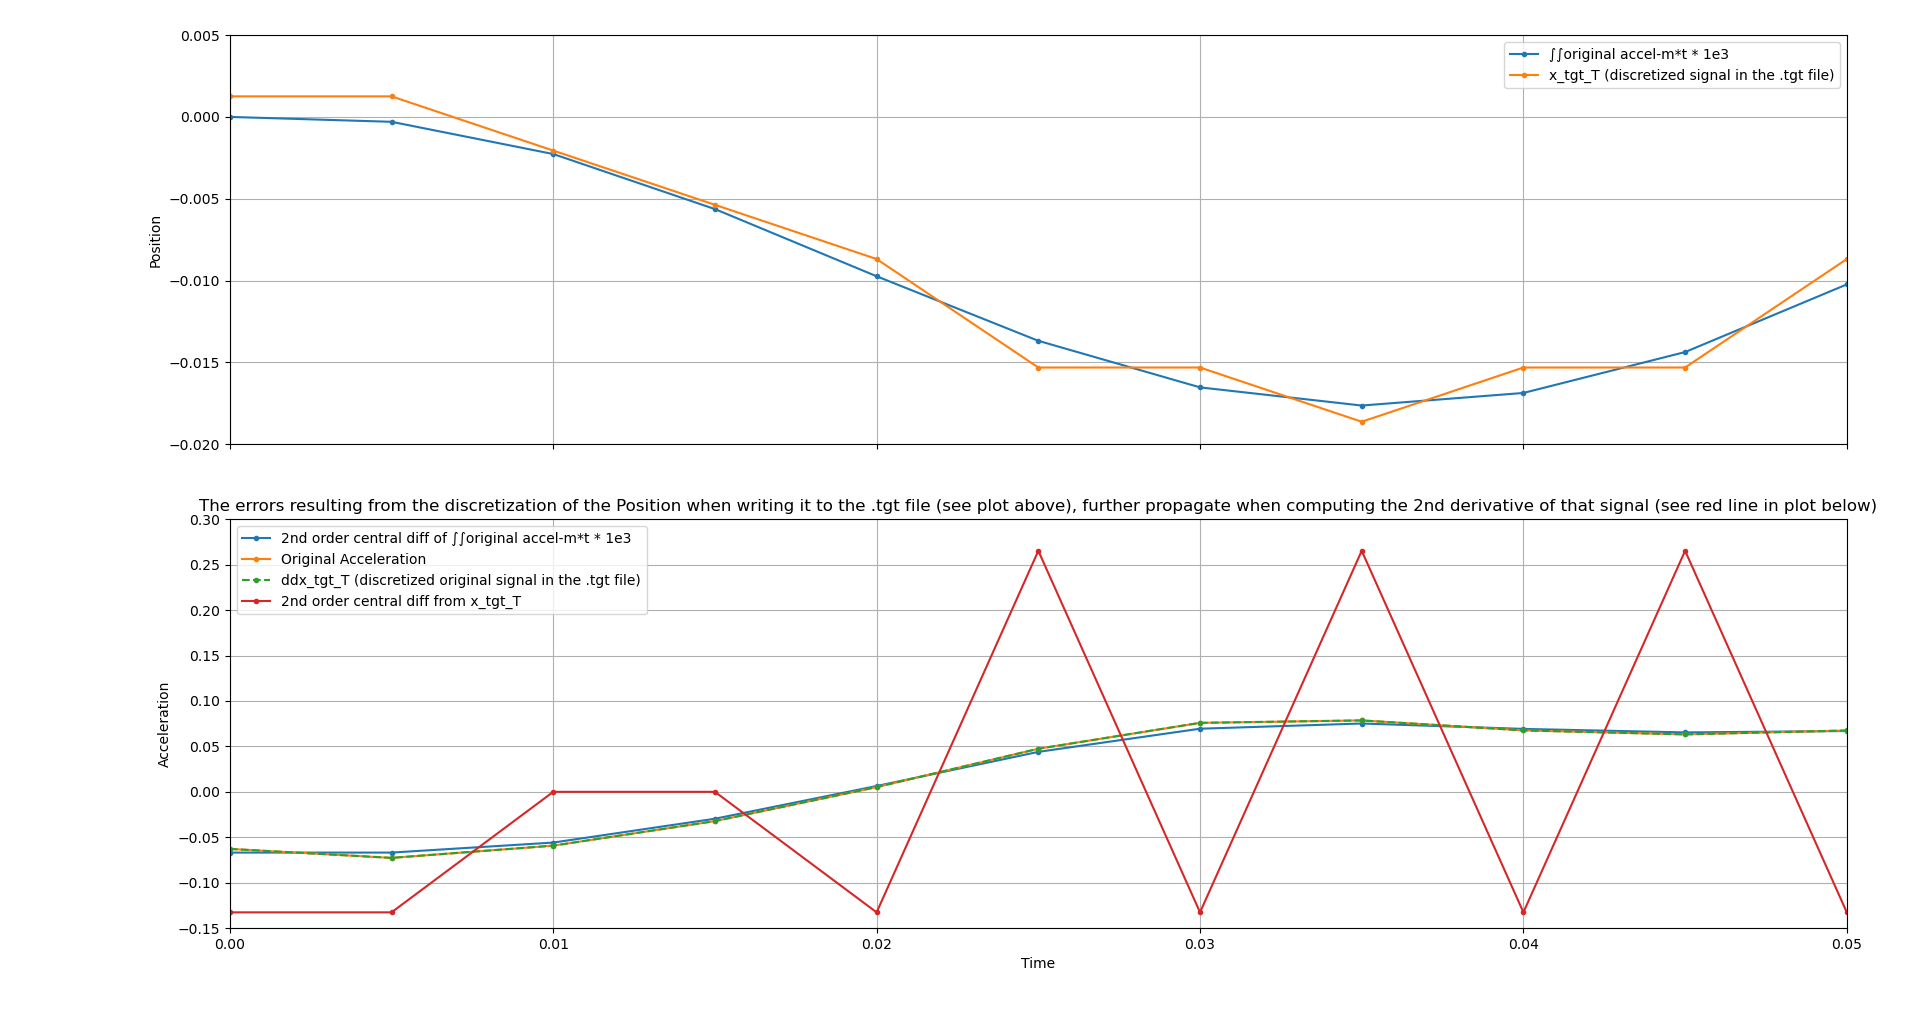 0.005
0.000
−0.005
−0.010
−0.015
−0.020
Position
∫∫original accel-m*t * 1e3
x_tgt_T (discretized signal in the .tgt file)
The errors resulting from the discretization of the Position when writing it to the .tgt file (see plot above), further propagate when computing the 2nd derivative of that signal (see red line in plot below)
0.30
0.25
0.20
0.15
0.10
0.05
0.00
−0.05
−0.10
−0.15
Acceleration
2nd order central diff of ∫∫original accel-m*t * 1e3
Original Acceleration
ddx_tgt_T (discretized original signal in the .tgt file)
2nd order central diff from x_tgt_T
0.00 0.01 0.02 0.03 0.04 0.05
Time